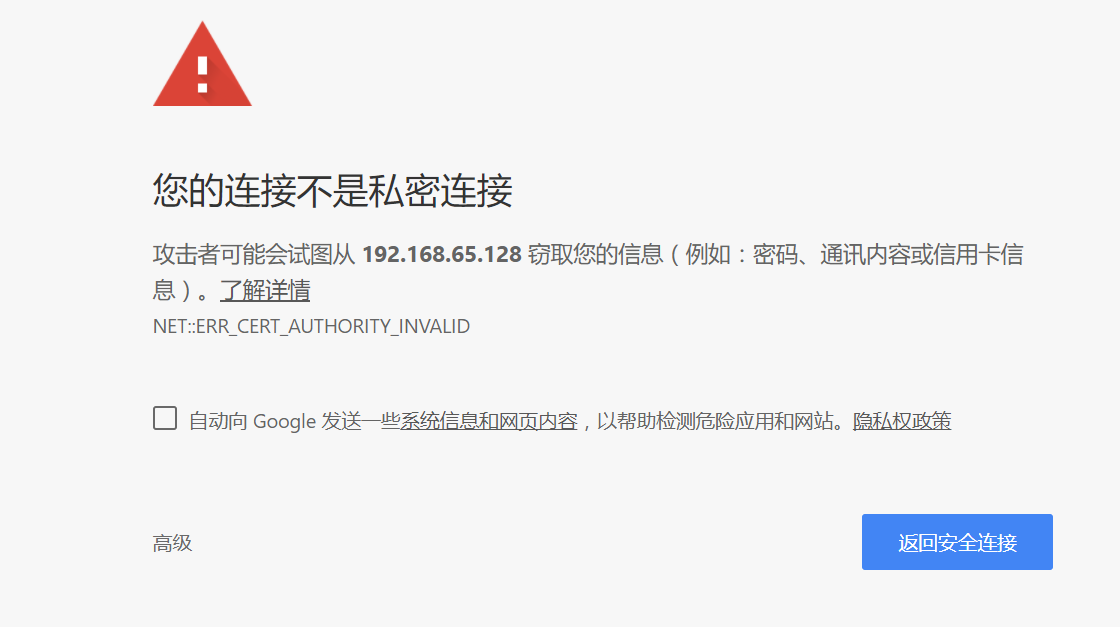 您的连接不是私密连接
攻击者可能会试图从 192.168.65.128 窃取您的信息（例如：密码、通讯内容或信用卡信
息）。了解详情
NET::ERR_CERT_AUTHORITY_INVALID
自动向 Google 发送一些系统信息和网页内容，以帮助检测危险应用和网站。隐私权政策
高级
返回安全连接